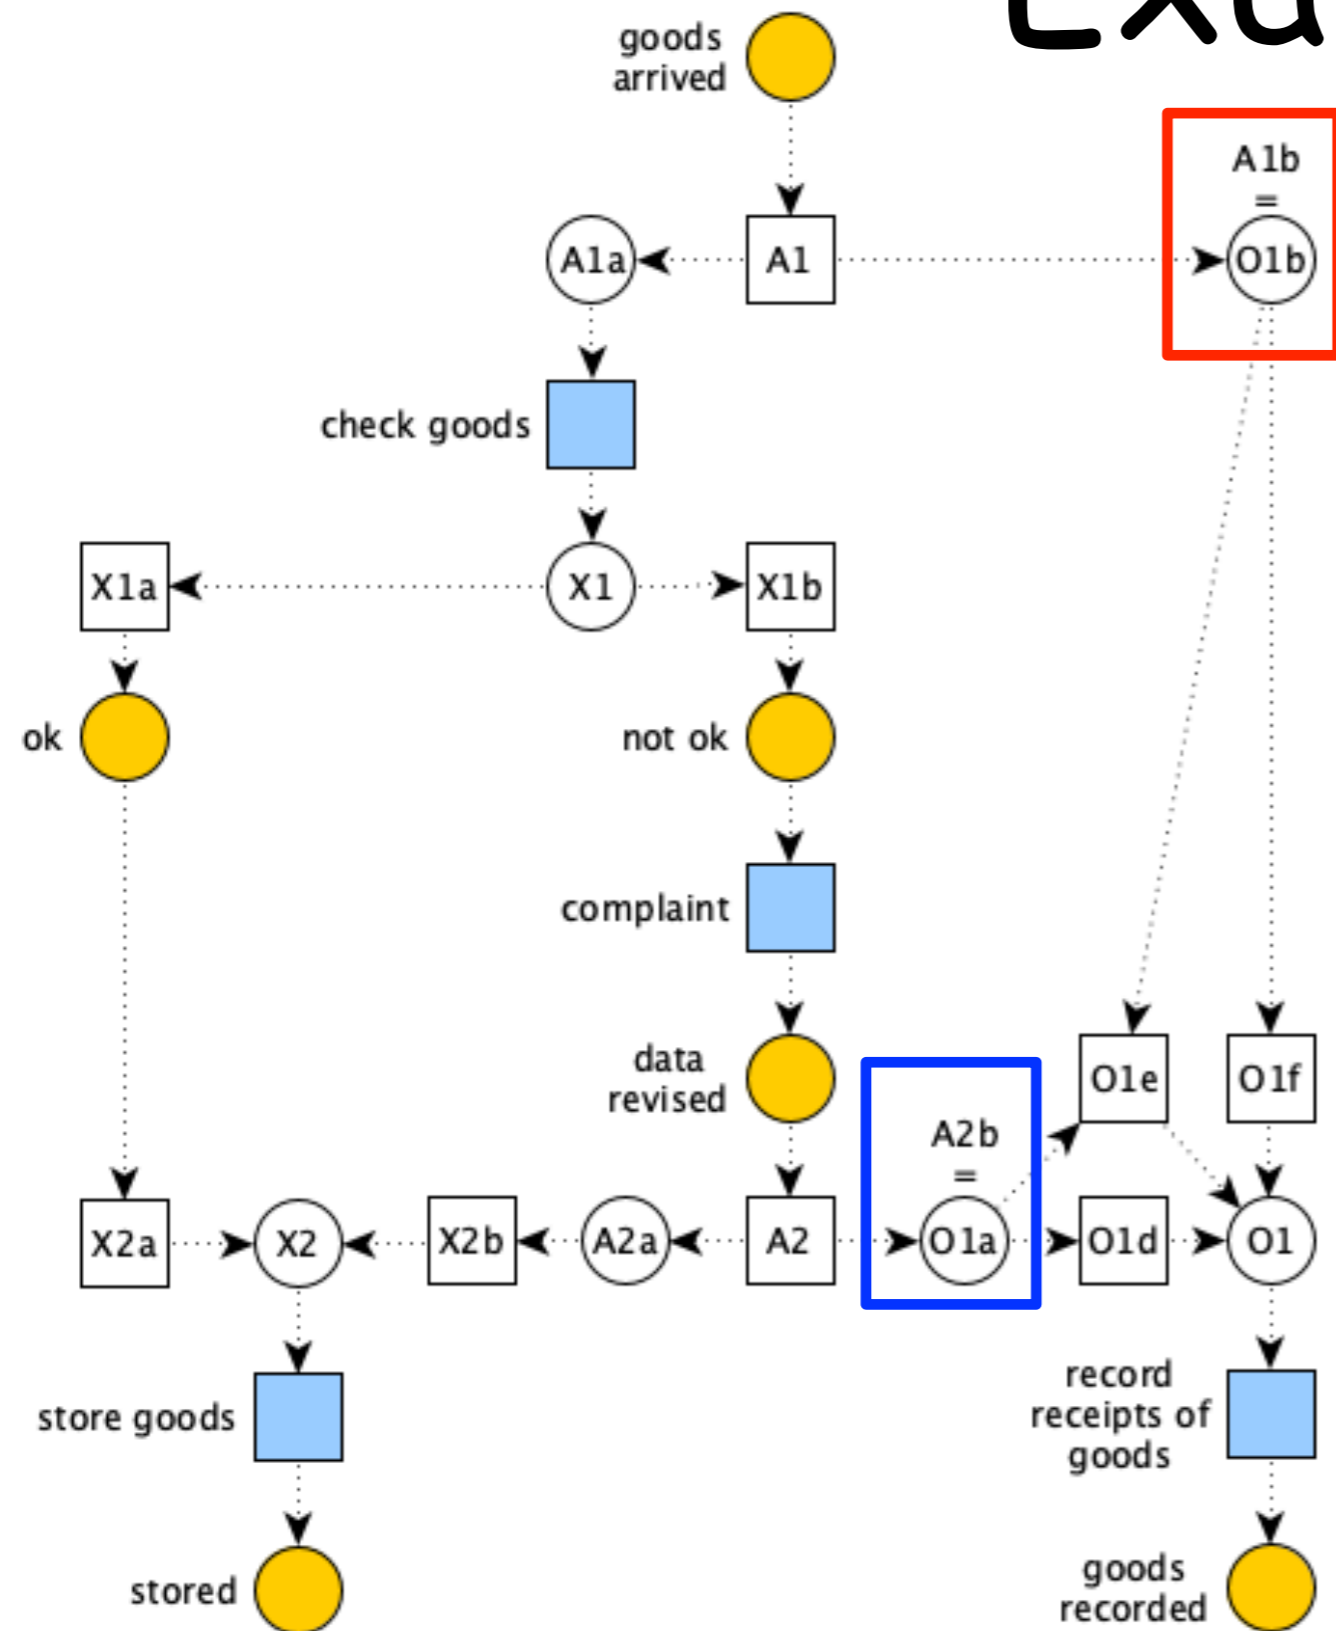 Exa
goods
arrived
A1b
=
A1a
A1
O1b
check goods
X1a
X1
X1b
ok
not ok
complaint
data
revised
O1e
O1f
A2b
=
X2a
X2
X2b
A2a
A2
O1a
O1d
O1
store goods
record
receipts of
goods
stored
goods
recorded